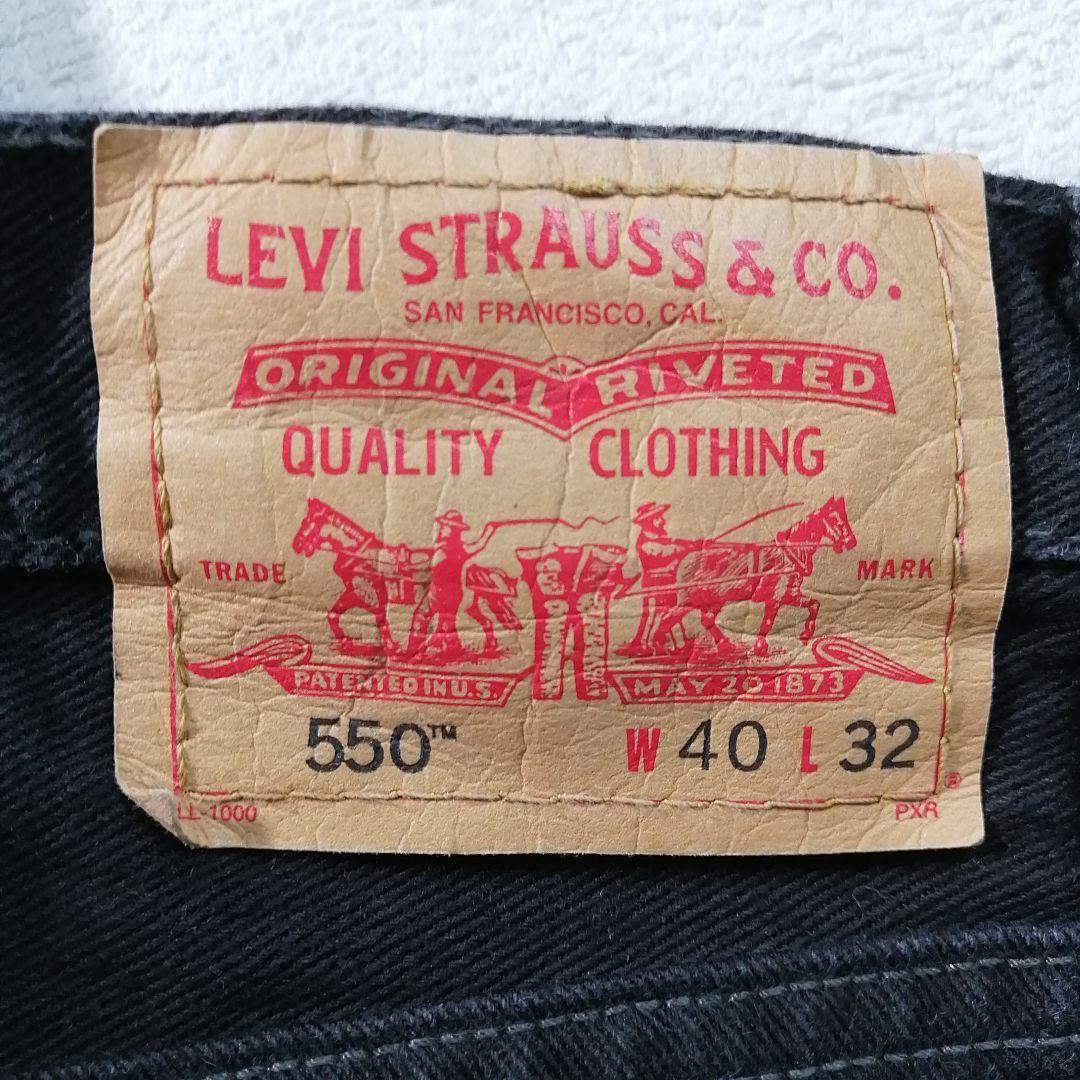 LEVI STRAUSS & CO.
SAN FRANCISCO, CAL.
ORIGINAL RIVETED
QUALITY CLOTHING
TRADE MARK
PATENTED IN U.S. MAY 20 1873
550™ W 40 L 32
®
LL-1000 PXR